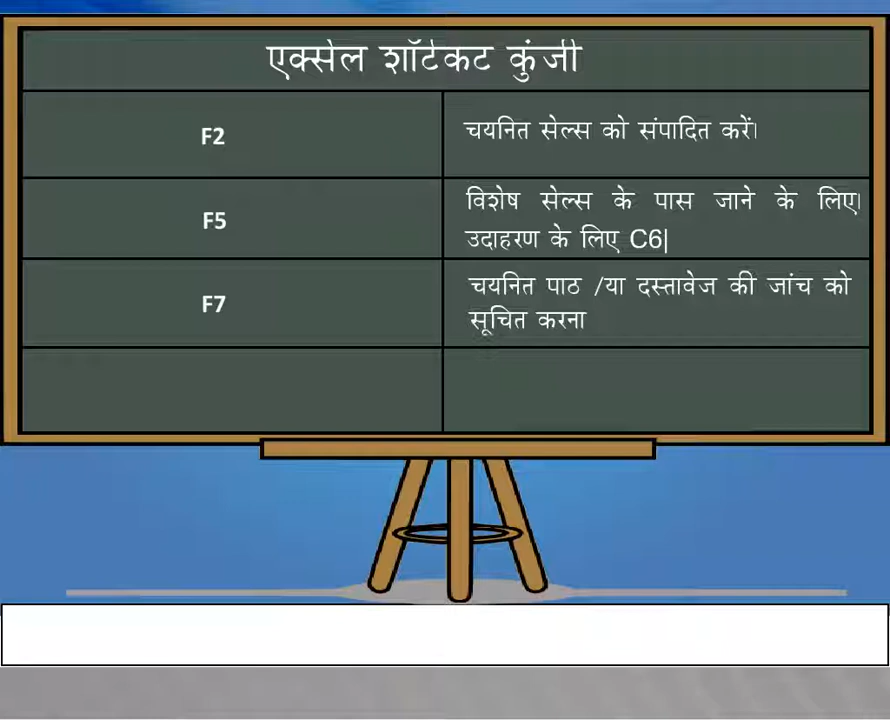 एक्सेल शॉर्टकट कुंजी
F2
चयनित सेल्स को संपादित करें।
F5
विशेष सेल्स के पास जाने के लिए।
उदाहरण के लिए C6|
F7
चयनित पाठ /या दस्तावेज की जांच को
सूचित करना